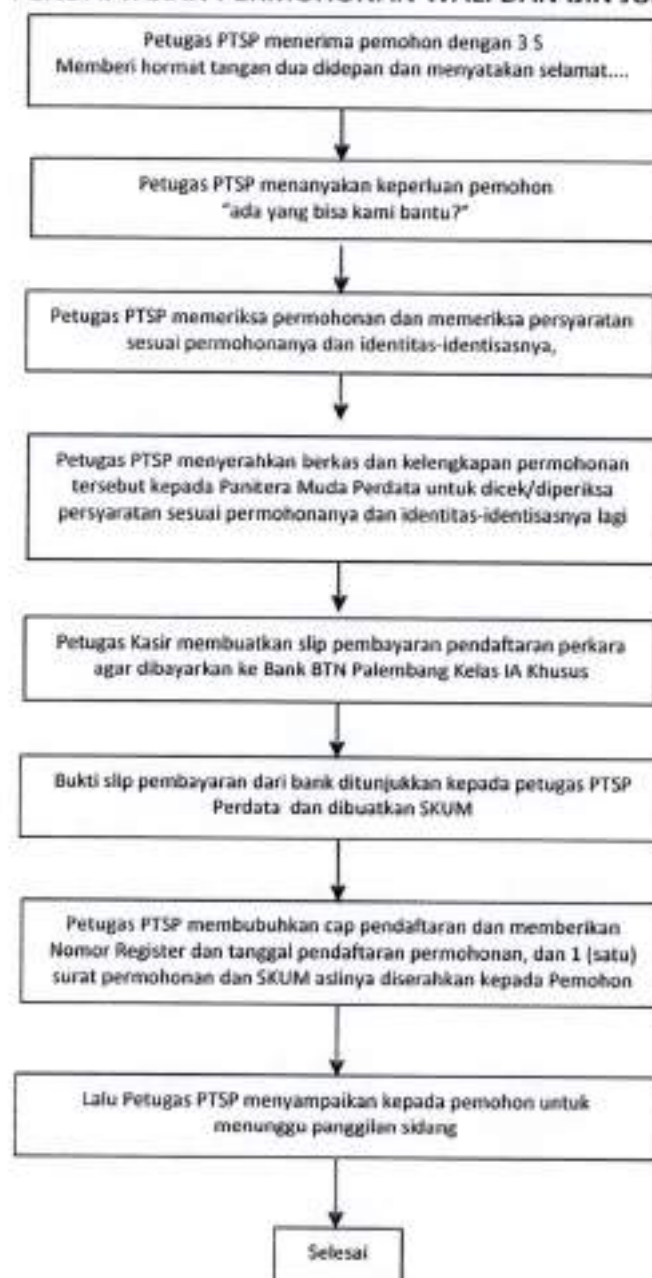 PERMOHONAN WALI DAN IJIN
Petugas PTSP menerima pemohon dengan 3 S
Memberi hormat tangan dua didepan dan menyatakan selamat....
Petugas PTSP menanyakan keperluan pemohon
"ada yang bisa kami bantu?"
Petugas PTSP memeriksa permohonan dan memeriksa persyaratan
sesuai permohonanya dan identitas-identisasnya,
Petugas PTSP menyerahkan berkas dan kelengkapan permohonan
tersebut kepada Panitera Muda Perdata untuk dicek/diperiksa
persyaratan sesuai permohonanya dan identitas-identisasnya lagi
Petugas Kasir membuatkan slip pembayaran pendaftaran perkara
agar dibayarkan ke Bank BTN Palembang Kelas IA Khusus
Bukti slip pembayaran dari bank ditunjukkan kepada petugas PTSP
Perdata dan dibuatkan SKUM
Petugas PTSP membubuhkan cap pendaftaran dan memberikan
Nomor Register dan tanggal pendaftaran permohonan, dan 1 (satu)
surat permohonan dan SKUM aslinya diserahkan kepada Pemohon
Lalu Petugas PTSP menyampaikan kepada pemohon untuk
menunggu panggilan sidang
Selesai